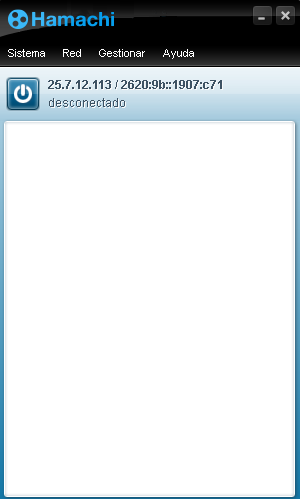 Hamachi
Sistema Red Gestionar Ayuda
25.7.12.113 / 2620:9b::1907:c71
desconectado